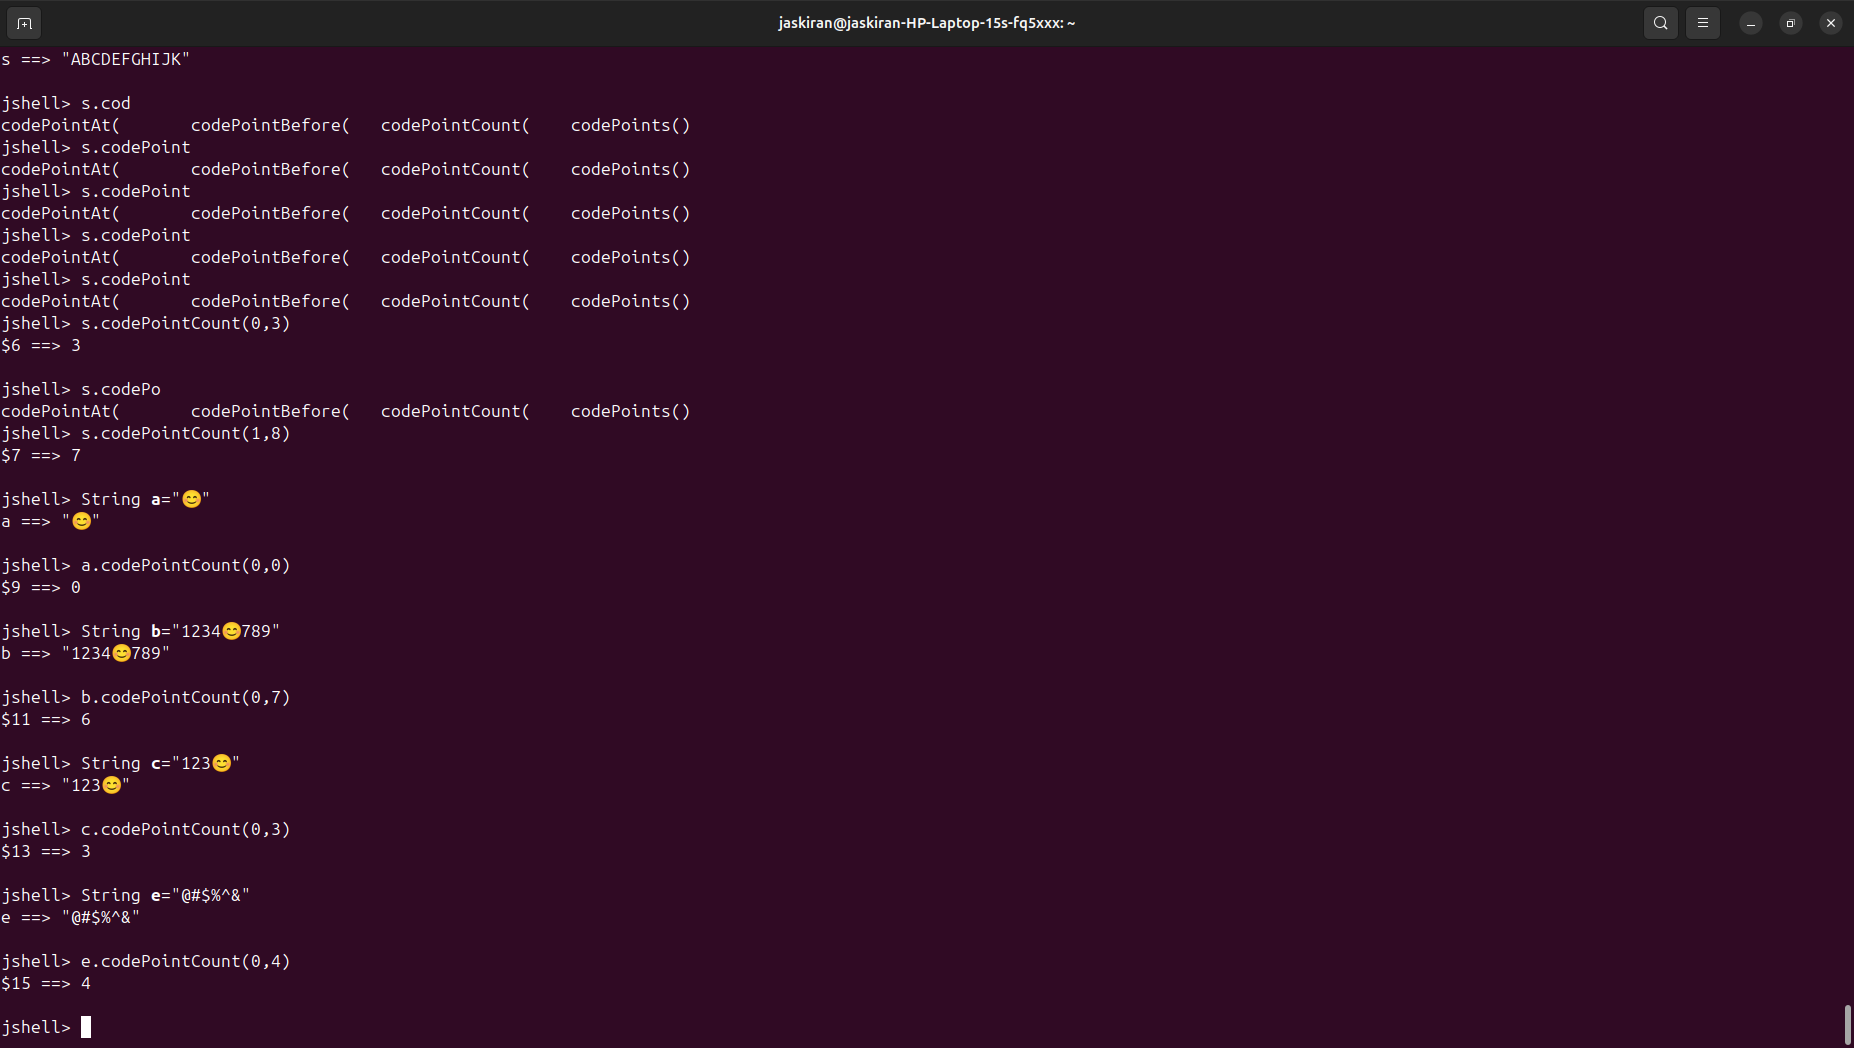 jaskiran@jaskiran-HP-Laptop-15s-fq5xxx: ~
s ==> "ABCDEFGHIJK"
jshell> s.cod
codePointAt(       codePointBefore(   codePointCount(    codePoints()
jshell> s.codePoint
codePointAt(       codePointBefore(   codePointCount(    codePoints()
jshell> s.codePoint
codePointAt(       codePointBefore(   codePointCount(    codePoints()
jshell> s.codePoint
codePointAt(       codePointBefore(   codePointCount(    codePoints()
jshell> s.codePoint
codePointAt(       codePointBefore(   codePointCount(    codePoints()
jshell> s.codePointCount(0,3)
$6 ==> 3
jshell> s.codePo
codePointAt(       codePointBefore(   codePointCount(    codePoints()
jshell> s.codePointCount(1,8)
$7 ==> 7
jshell> String a="😊"
a ==> "😊"
jshell> a.codePointCount(0,0)
$9 ==> 0
jshell> String b="1234😊789"
b ==> "1234😊789"
jshell> b.codePointCount(0,7)
$11 ==> 6
jshell> String c="123😊"
c ==> "123😊"
jshell> c.codePointCount(0,3)
$13 ==> 3
jshell> String e="@#$%^&"
e ==> "@#$%^&"
jshell> e.codePointCount(0,4)
$15 ==> 4
jshell>